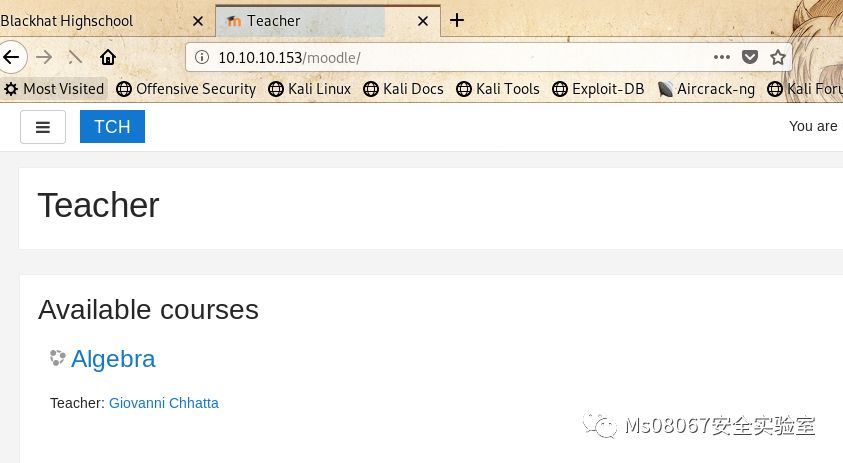 Blackhat Highschool
Teacher
10.10.10.153/moodle/
Most Visited Offensive Security Kali Linux Kali Docs Kali Tools Exploit-DB Aircrack-ng Kali Foru
TCH
You are
Teacher
Available courses
Algebra
Teacher: Giovanni Chhatta
Ms08067安全实验室